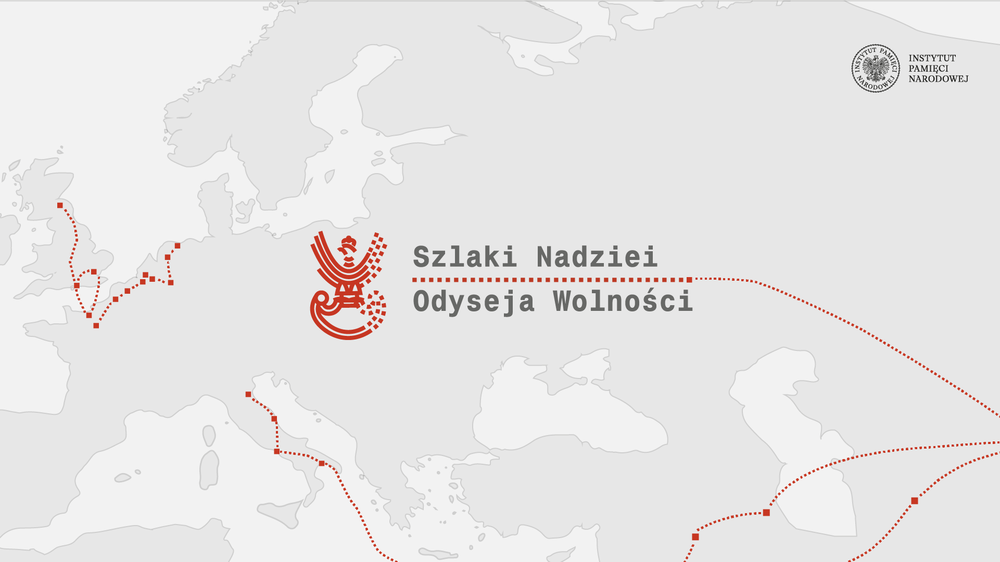 INSTYTUT PAMIĘCI NARODOWEJ
INSTYTUT
PAMIĘCI
NARODOWEJ
Szlaki Nadziei
Odyseja Wolności